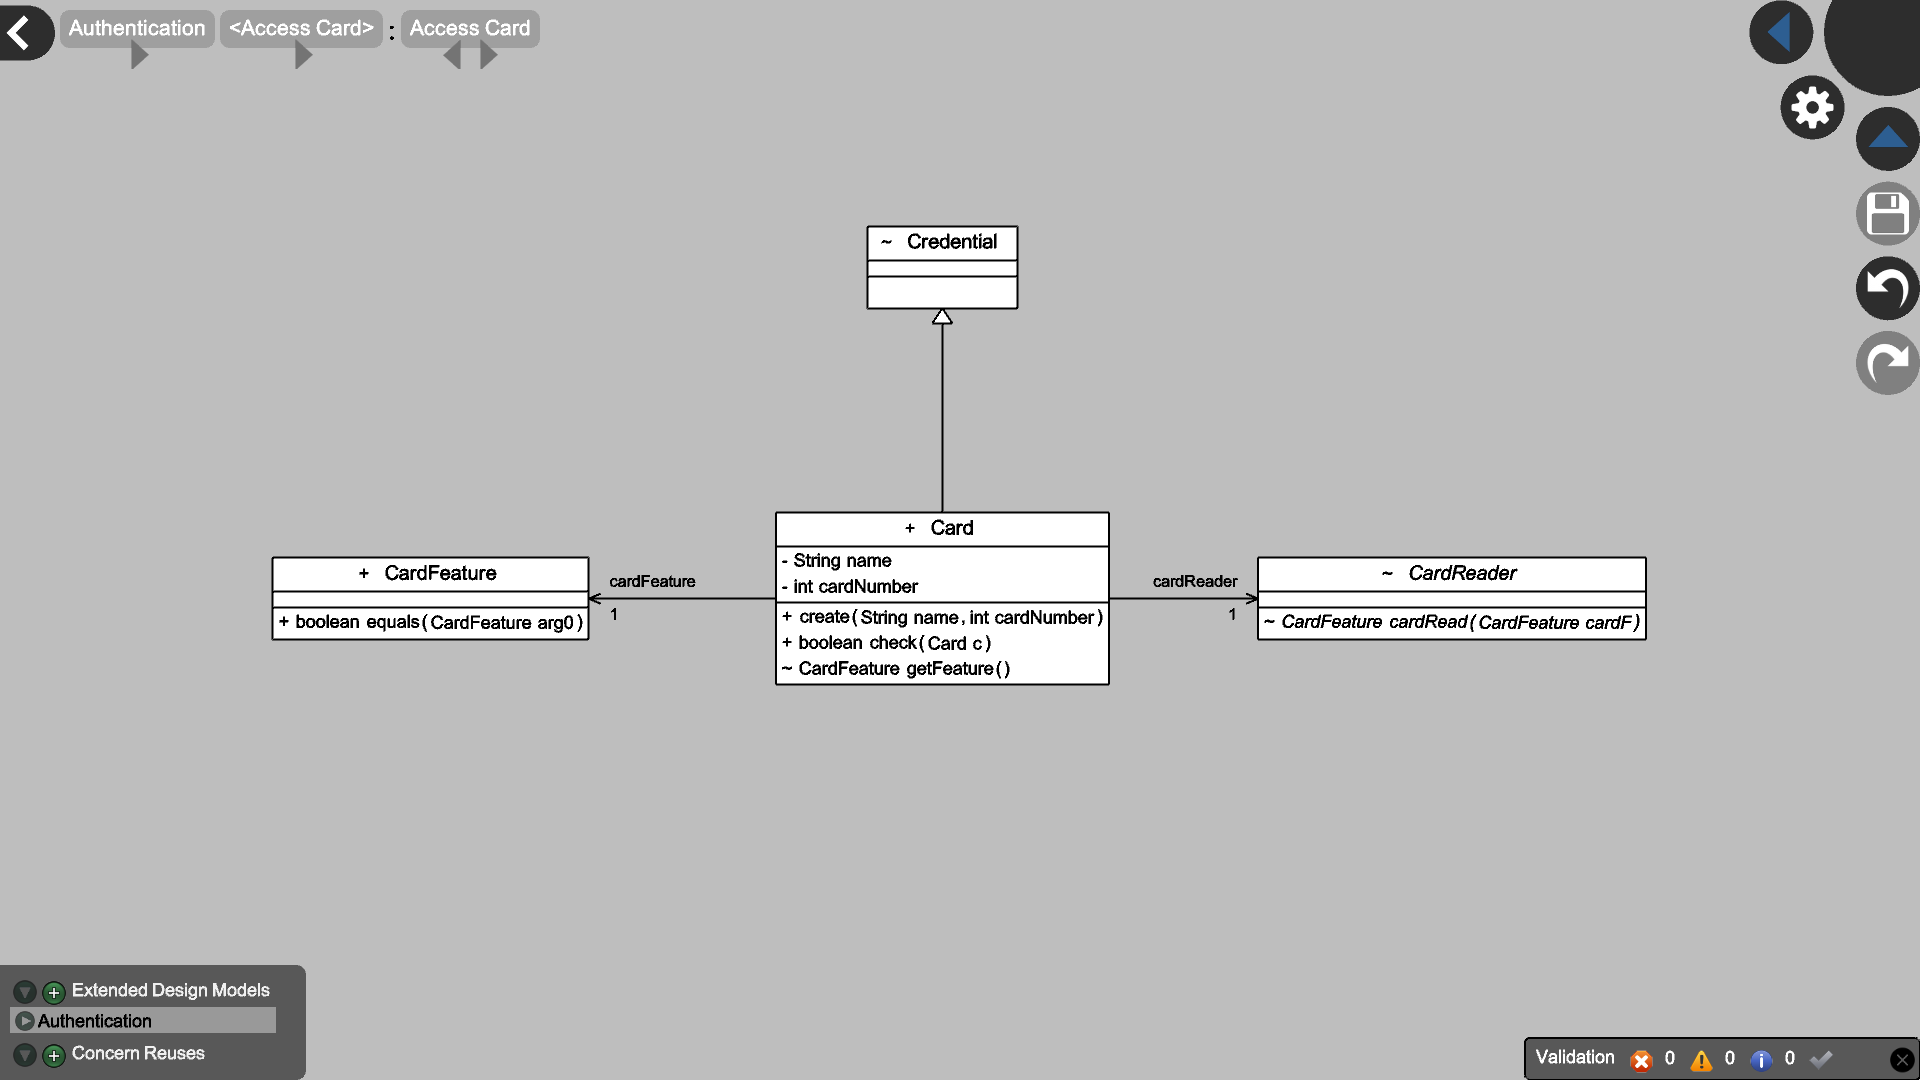 Authentication <Access Card> : Access Card
~ Credential
+ Card
- String name
- int cardNumber
+ create(String name, int cardNumber)
+ boolean check(Card c)
~ CardFeature getFeature()
+ CardFeature
+ boolean equals(CardFeature arg0)
cardFeature
1
cardReader
1
~ CardReader
~ CardFeature cardRead(CardFeature cardF)
Extended Design Models
Authentication
Concern Reuses
Validation 0 0 0